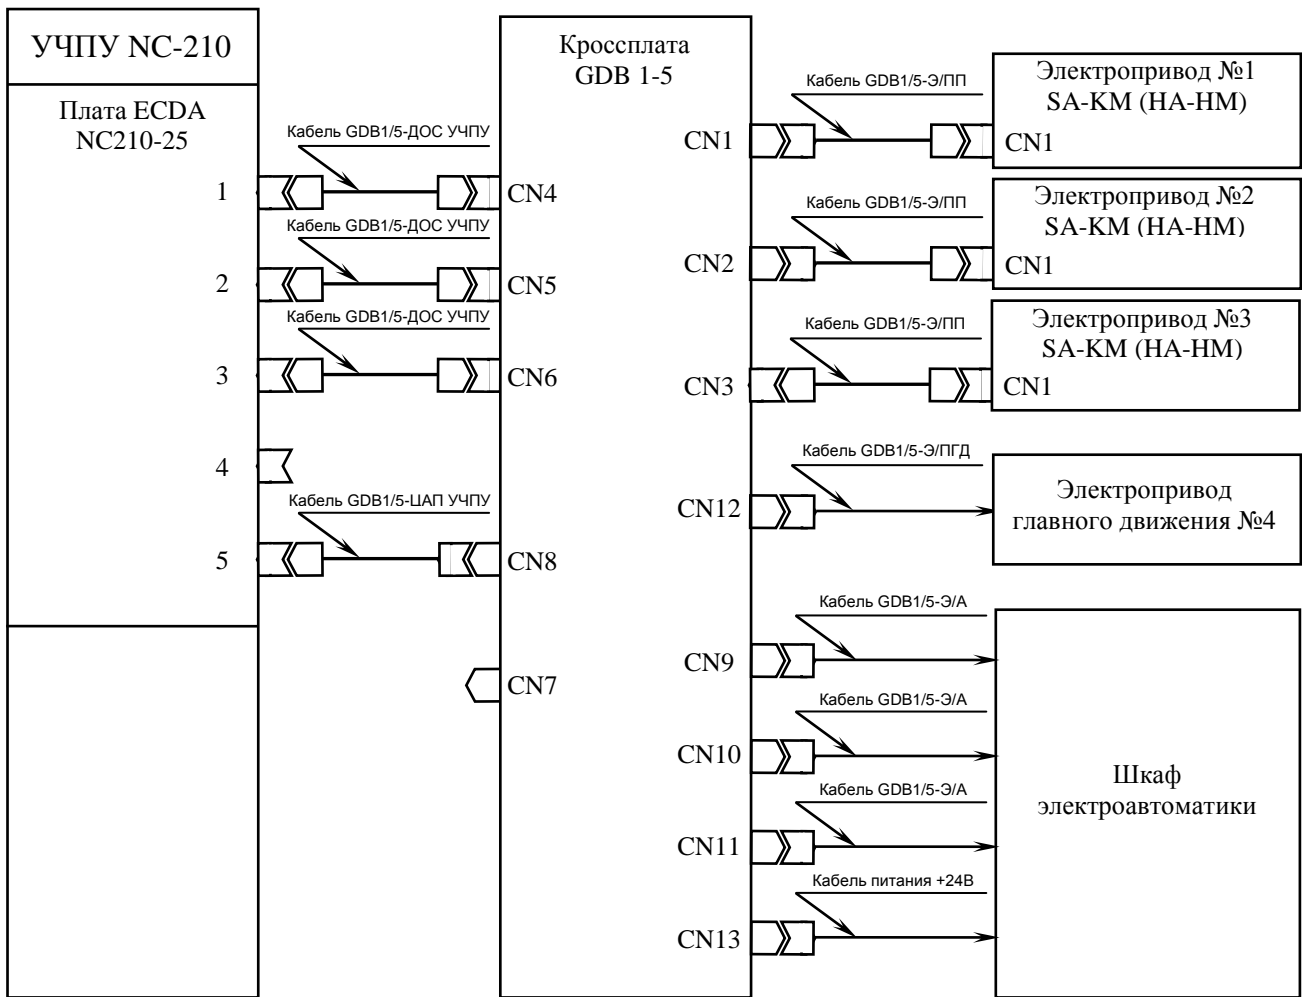 УЧПУ NC-210
Плата ECDA
NC210-25
1
2
3
4
5
Кабель GDB1/5-ДОС УЧПУ
Кабель GDB1/5-ДОС УЧПУ
Кабель GDB1/5-ДОС УЧПУ
Кабель GDB1/5-ЦАП УЧПУ
Кроссплата
GDB 1-5
CN4
CN5
CN6
CN8
CN7
CN1
CN2
CN3
CN12
CN9
CN10
CN11
CN13
Кабель GDB1/5-Э/ПП
Кабель GDB1/5-Э/ПП
Кабель GDB1/5-Э/ПП
Кабель GDB1/5-Э/ПГД
Кабель GDB1/5-Э/А
Кабель GDB1/5-Э/А
Кабель GDB1/5-Э/А
Кабель питания +24В
Электропривод №1
SA-KM (HA-HM)
CN1
Электропривод №2
SA-KM (HA-HM)
CN1
Электропривод №3
SA-KM (HA-HM)
CN1
Электропривод
главного движения №4
Шкаф
электроавтоматики